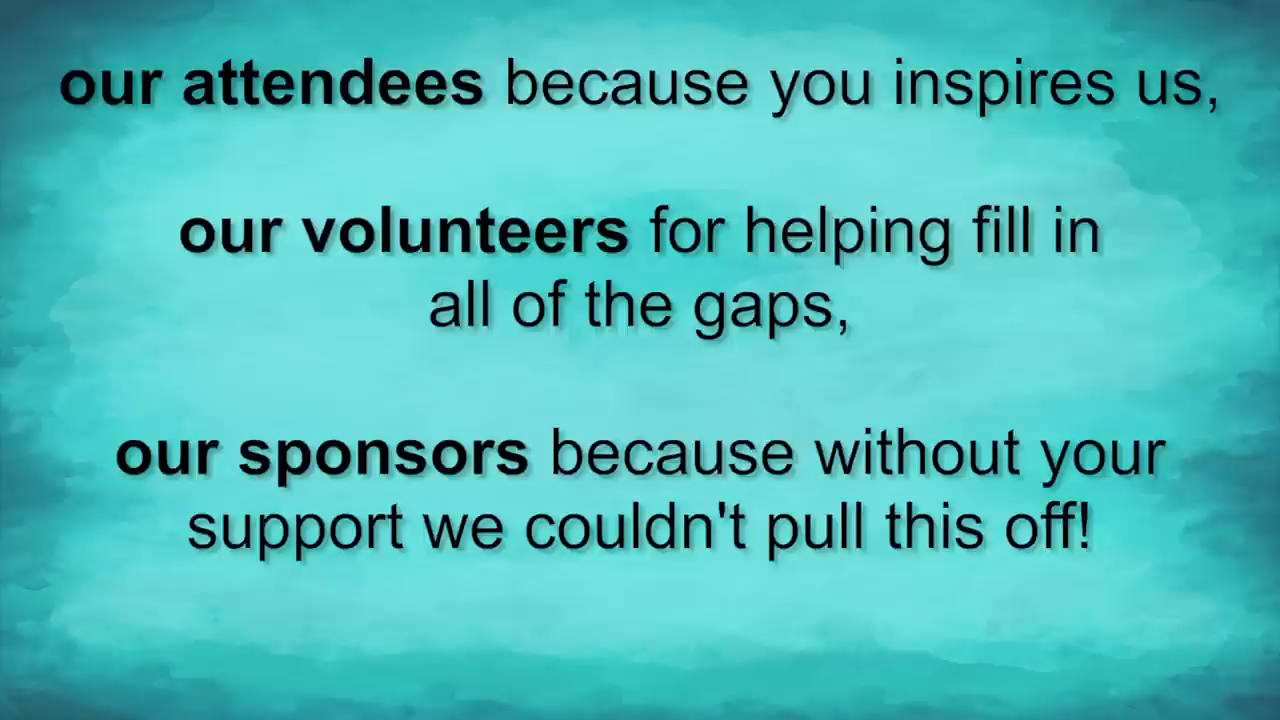 our attendees because you inspires us,
our volunteers for helping fill in
all of the gaps,
our sponsors because without your
support we couldn't pull this off!